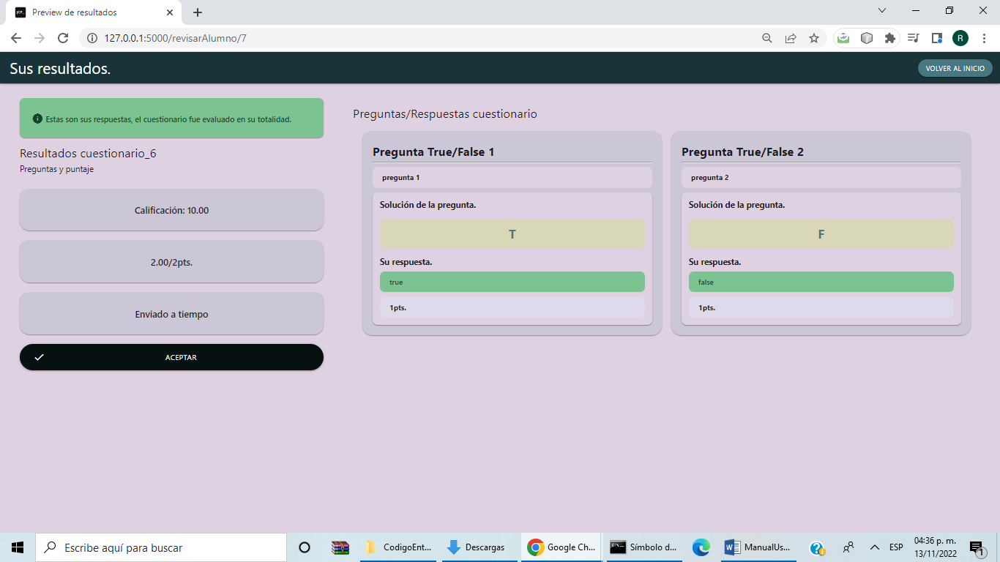 Preview de resultados
127.0.0.1:5000/revisarAlumno/7
R
Sus resultados.
VOLVER AL INICIO
Estas son sus respuestas, el cuestionario fue evaluado en su totalidad.
Resultados cuestionario_6
Preguntas y puntaje
Calificación: 10.00
2.00/2pts.
Enviado a tiempo
ACEPTAR
Preguntas/Respuestas cuestionario
Pregunta True/False 1
pregunta 1
Solución de la pregunta.
T
Su respuesta.
true
1pts.
Pregunta True/False 2
pregunta 2
Solución de la pregunta.
F
Su respuesta.
false
1pts.
Escribe aquí para buscar
CodigoEnt...
Descargas
Google Ch...
Símbolo d...
ManualUs...
ESP
04:36 p. m.
13/11/2022
1